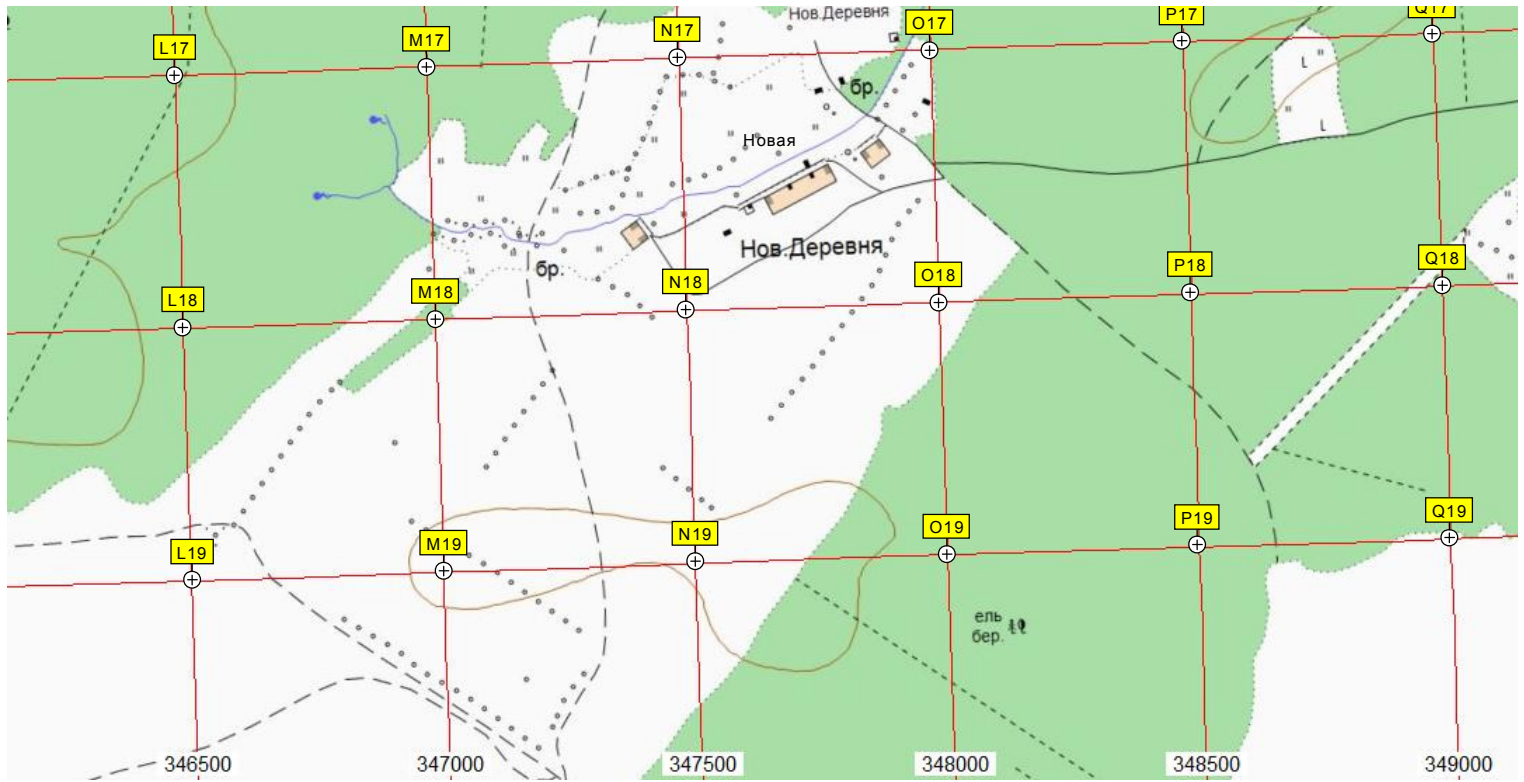 Нов.Деревня
L17
M17
N17
O17
P17
Q17
бр.
Новая
Нов.Деревня
бр.
L18
M18
N18
O18
P18
Q18
L19
M19
N19
O19
P19
Q19
ель
бер.
346500
347000
347500
348000
348500
349000